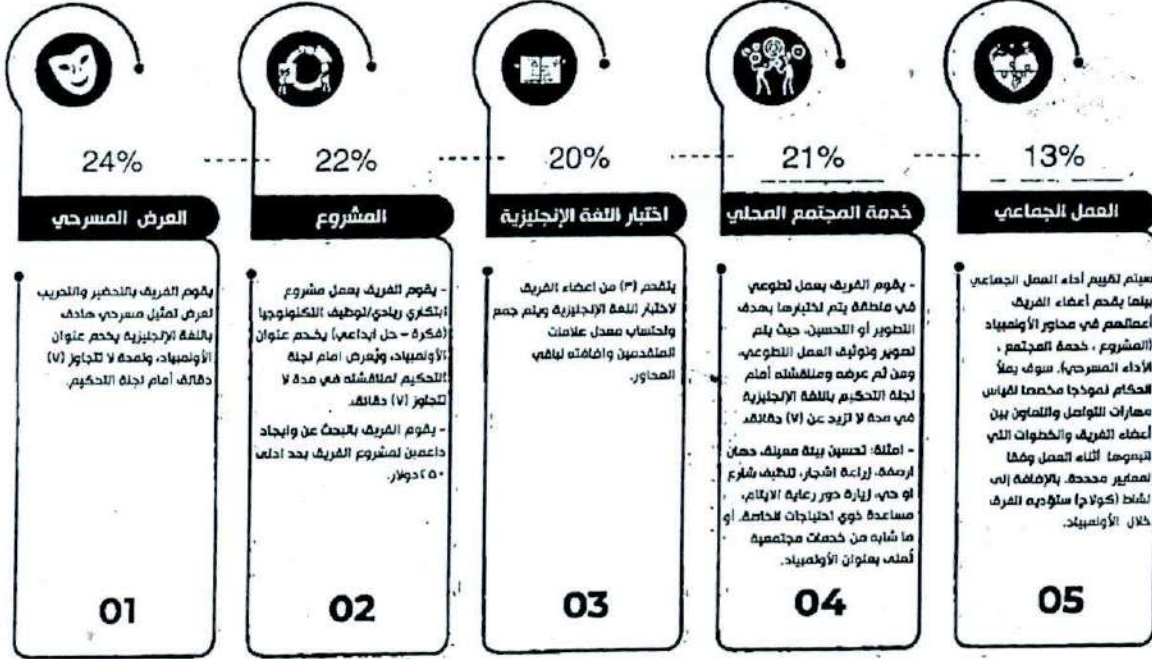 24%
العرض المسرحي
يقوم الفريق بالتحضير والتدريب
لعرض تمثيل مسرحي هادف
باللغة الإنجليزية يخدم عنوان
الأولمبياد، ولمدة لا تتجاوز (٧)
دقائق أمام لجنة التحكيم.
01
22%
المشروع
- يقوم الفريق بعمل مشروع
ابتكاري ريادي/توظيف التكنولوجيا
(فكرة - حل ابداعي) يخدم عنوان
الأولمبياد، ويُعرض امام لجنة
التحكيم لمناقشته في مدة لا
تتجاوز (٧) دقائق.
- يقوم الفريق بالبحث عن وايجاد
داعمين لمشروع الفريق بحد ادنى
٢٥٠ دولار.
02
20%
اختبار اللغة الإنجليزية
يتقدم (٣) من اعضاء الفريق
لاختبار اللغة الإنجليزية ويتم جمع
واحتساب معدل علامات
المتقدمين واضافته لباقي
المحاور.
03
21%
خدمة المجتمع المحلي
- يقوم الفريق بعمل تطوعي
في منطقة يتم اختيارها بهدف
التطوير أو التحسين، حيث يتم
تصوير وتوثيق العمل التطوعي،
ومن ثم عرضه ومناقشته أمام
لجنة التحكيم باللغة الإنجليزية
في مدة لا تزيد عن (٧) دقائق.
- امثلة: تحسين بيئة معينة، دهان
ارصفة، زراعة اشجار، تنظيف شارع
او حي، زيارة دور رعاية الايتام،
مساعدة ذوي احتياجات الخاصة. أو
ما شابه من خدمات مجتمعية
تُعنى بعنوان الأولمبياد.
04
13%
العمل الجماعي
سيتم تقييم أداء العمل الجماعي
بينما يقدم أعضاء الفريق
أعمالهم في محاور الأولمبياد
(المشروع ، خدمة المجتمع ،
الأداء المسرحي). سوف يملأ
الحكام نموذجا مخصصا لقياس
مهارات التواصل والتعاون بين
أعضاء الفريق والخطوات التي
اتبعوها أثناء العمل وفقا
لمعايير محددة. بالإضافة إلى
نشاط (كولاج) ستؤديه الفرق
خلال الأولمبياد.
05